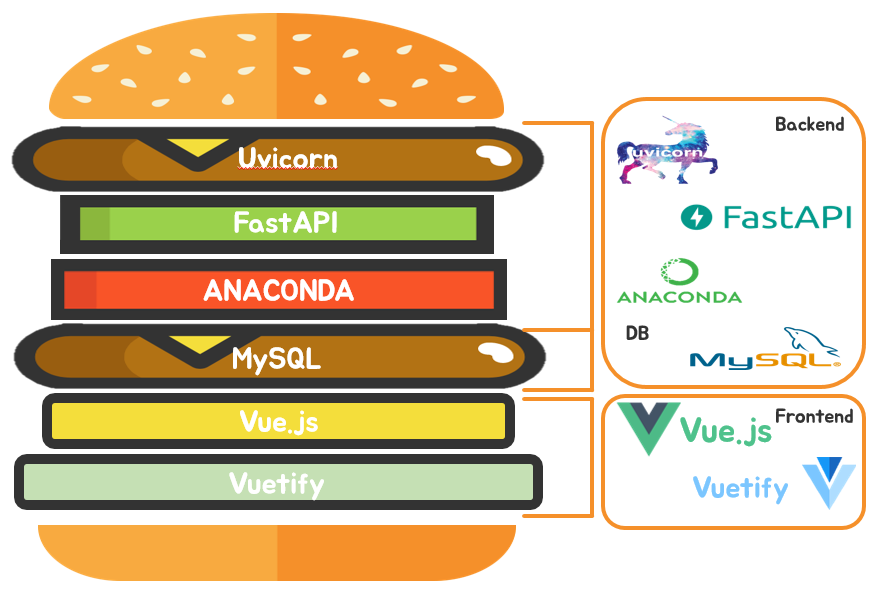 Uvicorn
FastAPI
ANACONDA
MySQL
Vue.js
Vuetify
Backend
uvicorn
FastAPI
ANACONDA
DB
MySQL
Frontend
Vue.js
Vuetify